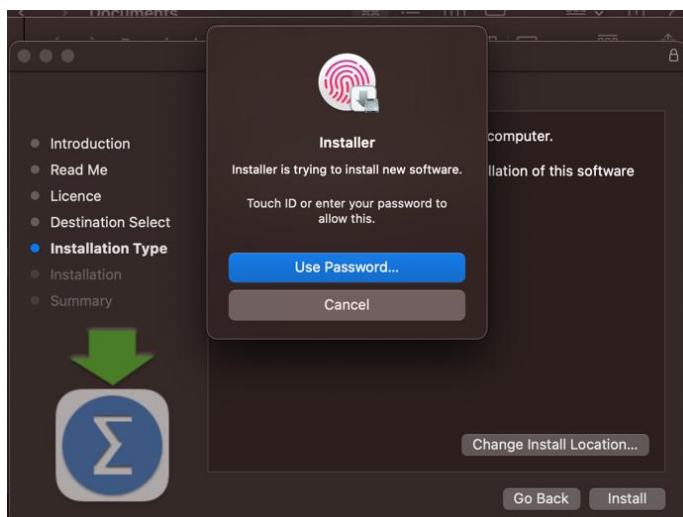 Documents
Installer
Installer is trying to install new software.
Touch ID or enter your password to
allow this.
Use Password...
Cancel
Introduction
Read Me
Licence
Destination Select
Installation Type
Installation
Summary
computer.
llation of this software
Change Install Location...
Go Back
Install
Σ